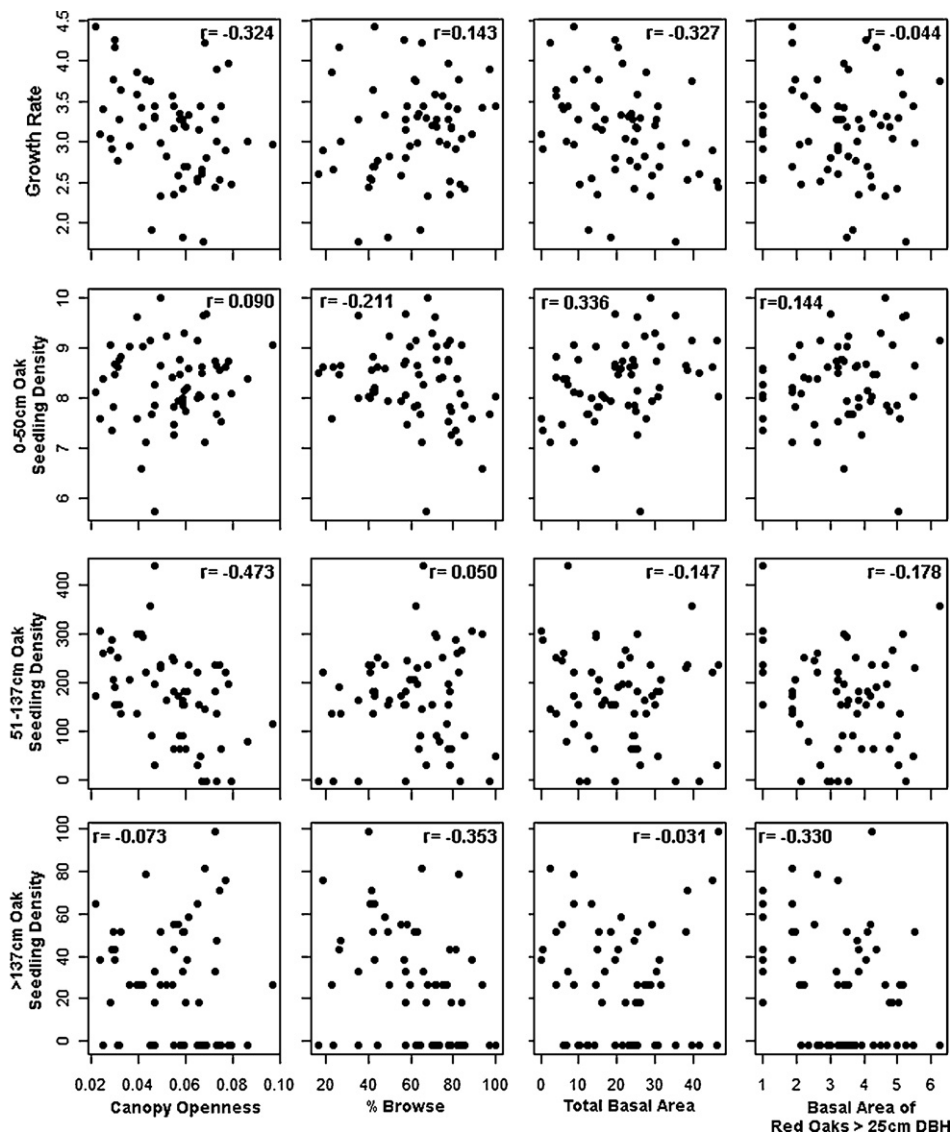 r= -0.324
r=0.143
r= -0.327
r= -0.044
Growth Rate
4.5
4.0
3.5
3.0
2.5
2.0
r= 0.090
r= -0.211
r= 0.336
r=0.144
0-50cm Oak
Seedling Density
10
9
8
7
6
r=-0.473
r= 0.050
r= -0.147
r= -0.178
51-137cm Oak
Seedling Density
400
300
200
100
0
r= -0.073
r= -0.353
r= -0.031
r= -0.330
>137cm Oak
Seedling Density
100
80
60
40
20
0
0.02 0.04 0.06 0.08 0.10
20 40 60 80 100
0 10 20 30 40
1 2 3 4 5 6
Canopy Openness
% Browse
Total Basal Area
Basal Area of
Red Oaks > 25cm DBH